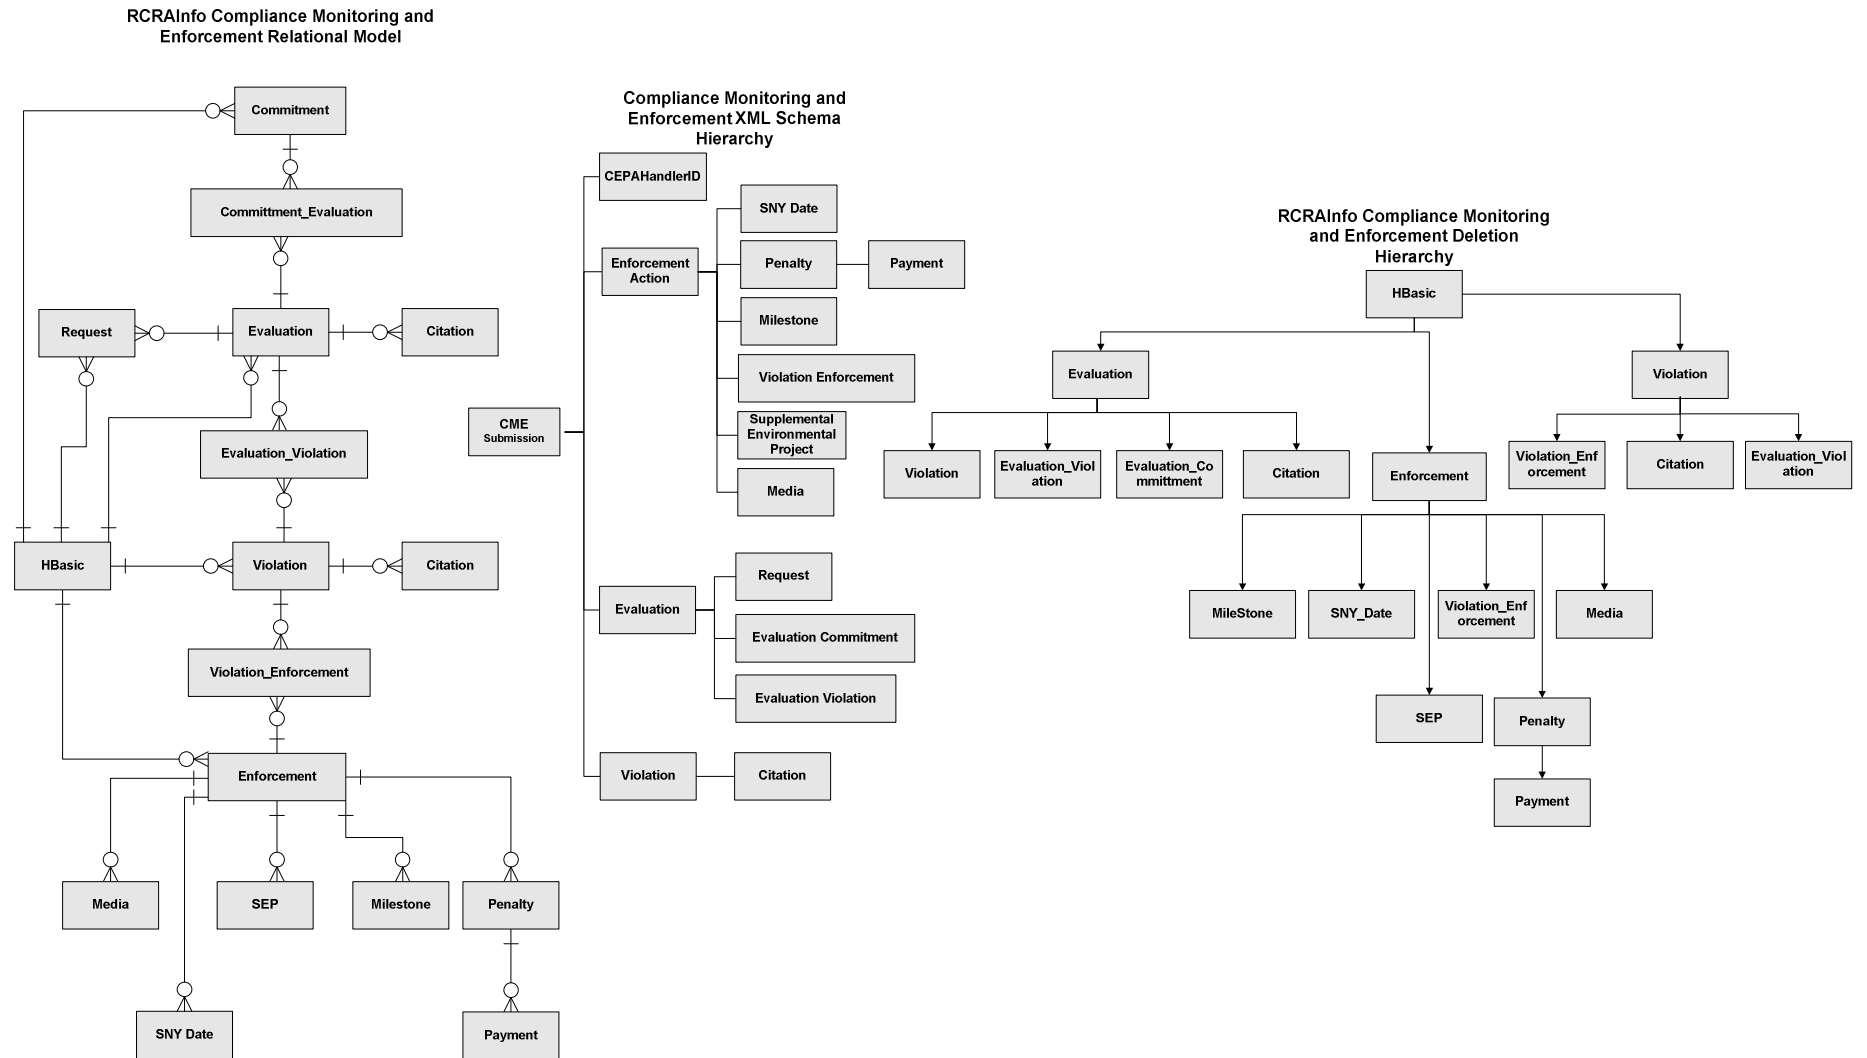 RCRAInfo Compliance Monitoring and
Enforcement Relational Model
Commitment
Committment_Evaluation
Request
Evaluation
Citation
Evaluation_Violation
HBasic
Violation
Citation
Violation_Enforcement
Enforcement
Media
SEP
Milestone
Penalty
SNY Date
Payment
Compliance Monitoring and
Enforcement XML Schema
Hierarchy
CEPAHandlerID
SNY Date
Enforcement
Action
Penalty
Payment
Milestone
Violation Enforcement
CME
Submission
Supplemental
Environmental
Project
Media
Request
Evaluation
Evaluation Commitment
Evaluation Violation
Violation
Citation
RCRAInfo Compliance Monitoring
and Enforcement Deletion
Hierarchy
HBasic
Evaluation
Violation
Violation
Evaluation_Viol
ation
Evaluation_Co
mmittment
Citation
Enforcement
Violation_Enf
orcement
Citation
Evaluation_Viol
ation
MileStone
SNY_Date
Violation_Enf
orcement
Media
SEP
Penalty
Payment